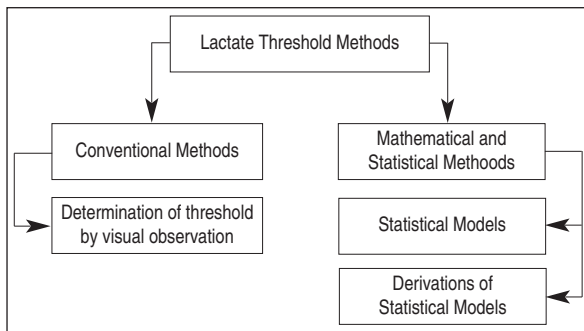 Lactate Threshold Methods
Conventional Methods
Determination of threshold
by visual observation
Mathematical and
Statistical Methoods
Statistical Models
Derivations of
Statistical Models